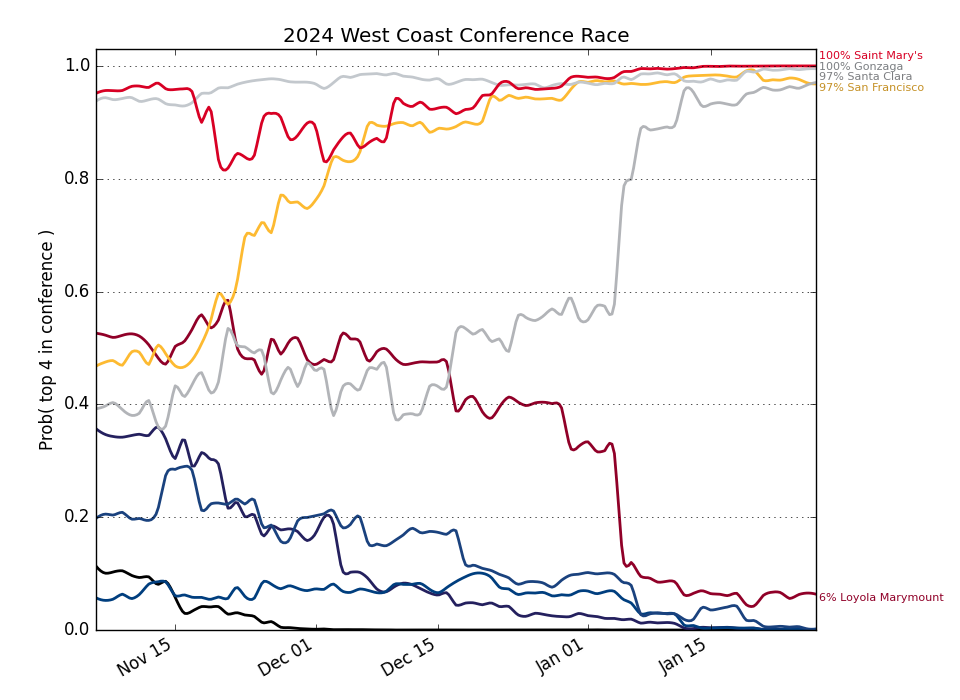 2024 West Coast Conference Race
Prob( top 4 in conference )
1.0
0.8
0.6
0.4
0.2
0.0
Nov 15
Dec 01
Dec 15
Jan 01
Jan 15
100% Saint Mary's
100% Gonzaga
97% Santa Clara
97% San Francisco
6% Loyola Marymount